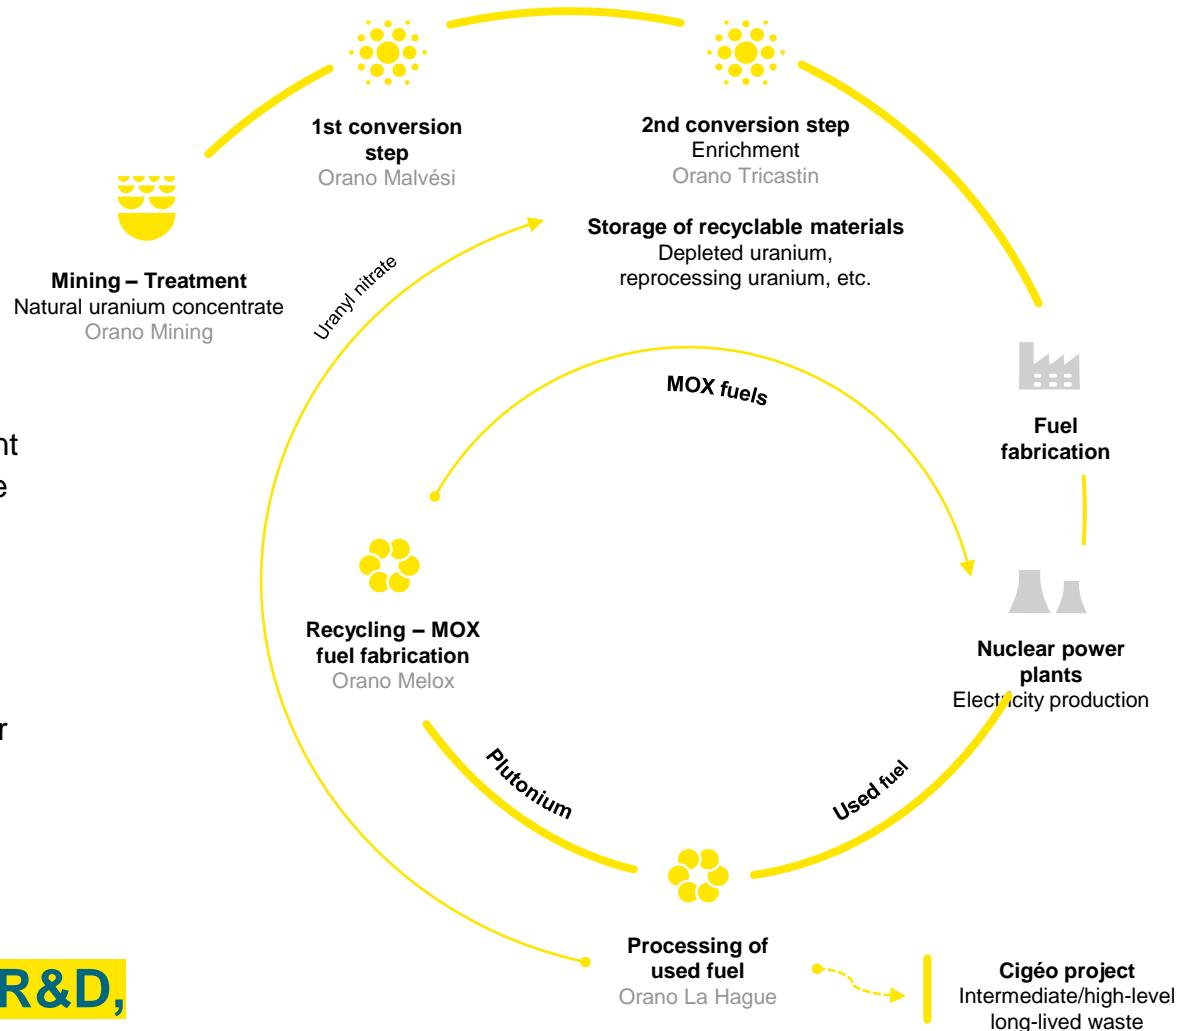 1st conversion
step
Orano Malvési
2nd conversion step
Enrichment
Orano Tricastin
Storage of recyclable materials
Depleted uranium,
reprocessing uranium, etc.
Mining – Treatment
Natural uranium concentrate
Orano Mining
Uranyl nitrate
MOX fuels
Fuel
fabrication
Recycling – MOX
fuel fabrication
Orano Melox
Nuclear power
plants
Electricity production
Plutonium
Used fuel
Processing of
used fuel
Orano La Hague
Cigéo project
Intermediate/high-level
long-lived waste
R&D,